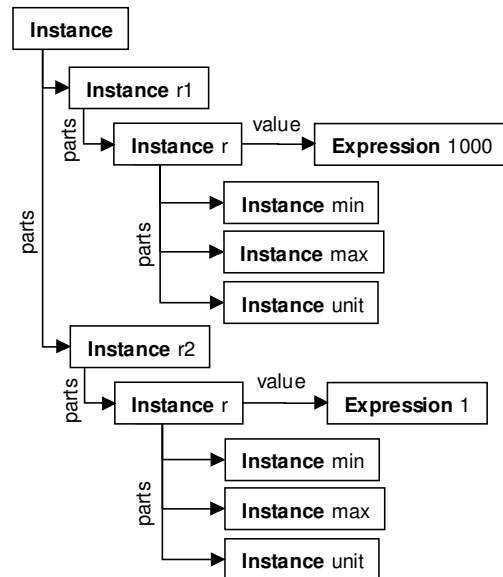 Instance
Instance r1
parts
Instance r
value
Expression 1000
parts
Instance min
Instance max
Instance unit
parts
Instance r2
parts
Instance r
value
Expression 1
parts
Instance min
Instance max
Instance unit